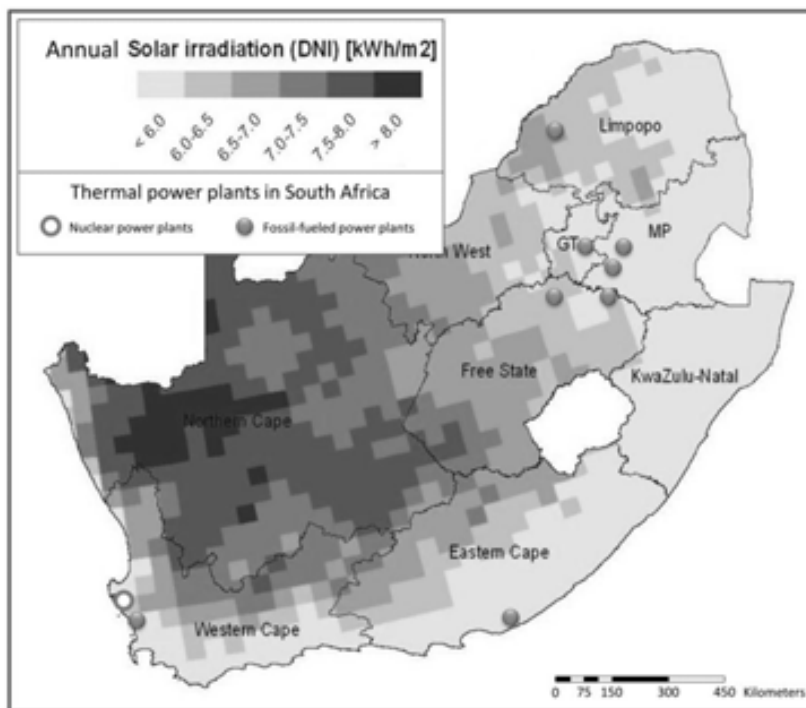 Annual Solar irradiation (DNI) [kWh/m2]
< 6.0
6.0-6.5
6.5-7.0
7.0-7.5
7.5-8.0
> 8.0
Thermal power plants in South Africa
Nuclear power plants
Fossil-fueled power plants
Limpopo
North West
GT
MP
Free State
KwaZulu-Natal
Northern Cape
Eastern Cape
Western Cape
0 75 150 300 450 Kilometers